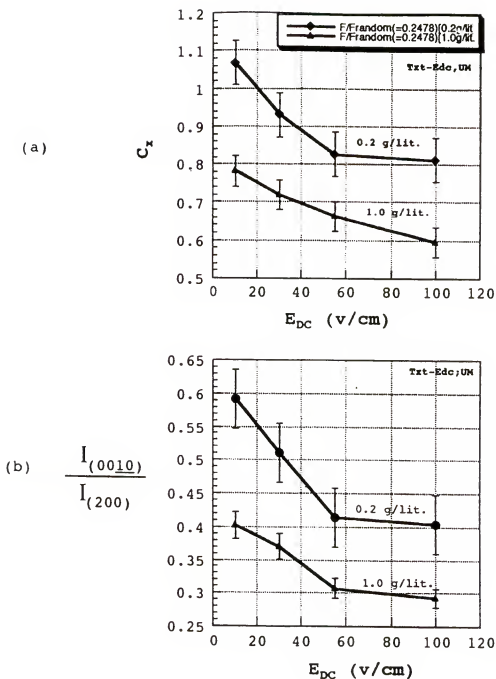 F/Frandom(=0.2478)[0.2g/lit
F/Frandom(=0.2478)[1.0g/lit.
Txt-Edc,UM
(a)
Cx
1.2
1.1
1
0.9
0.8
0.7
0.6
0.5
0.2 g/lit.
1.0 g/lit.
0 20 40 60 80 100 120
EDC (v/cm)
(b)
I(0010)
I(200)
Txt-Edc;UM
0.65
0.6
0.55
0.5
0.45
0.4
0.35
0.3
0.25
0.2 g/lit.
1.0 g/lit.
0 20 40 60 80 100 120
EDC (v/cm)